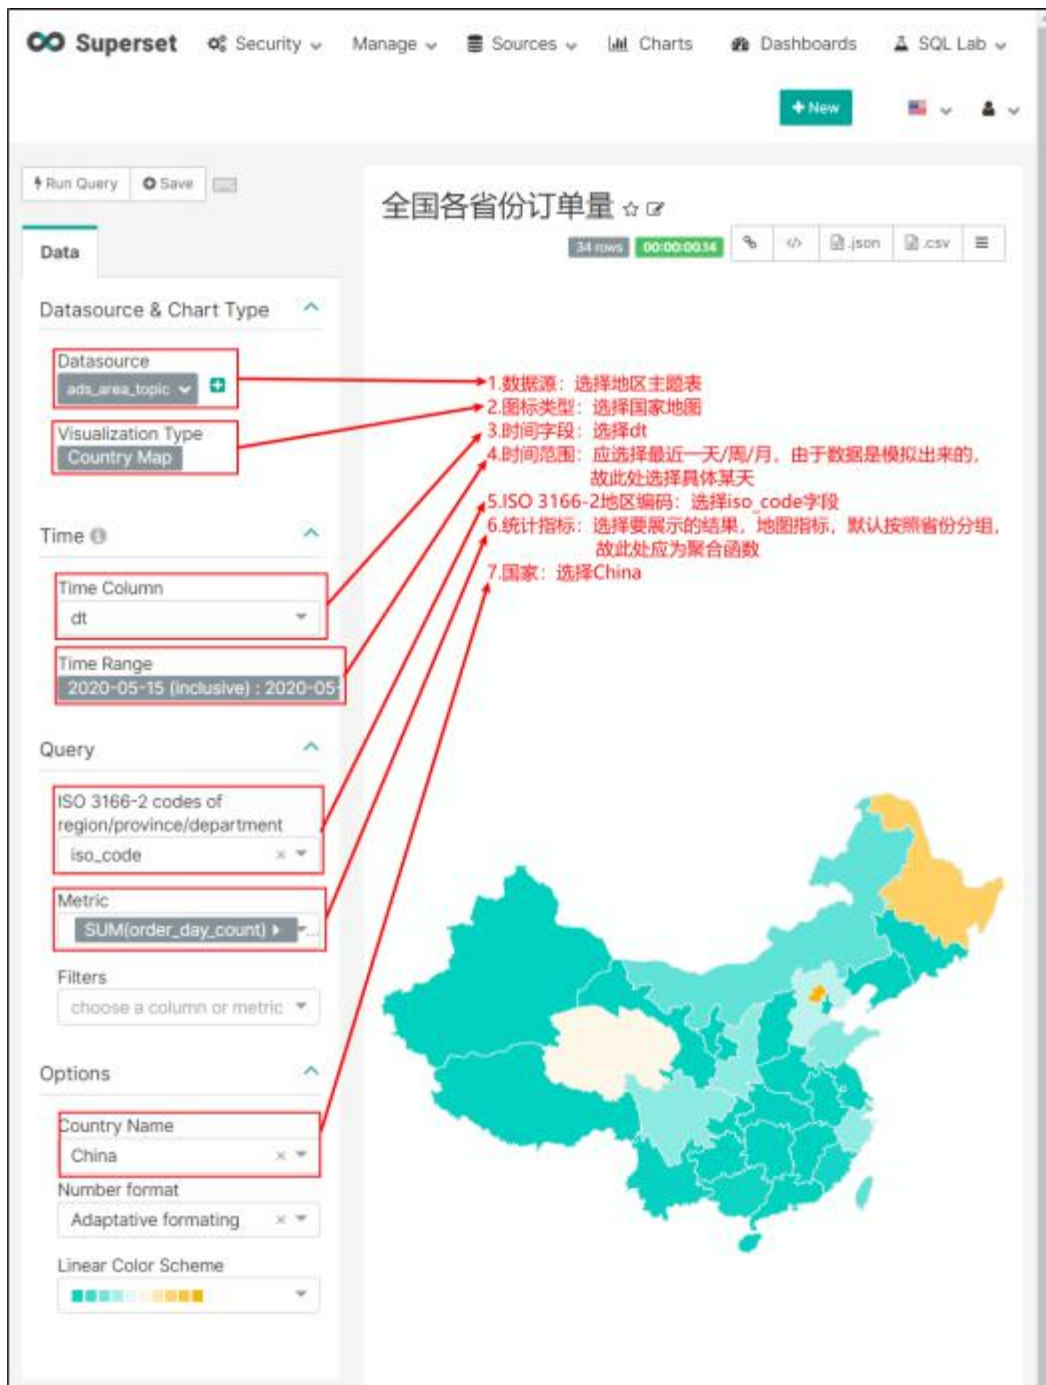 Superset Security Manage Sources Charts Dashboards SQL Lab
New
Run Query Save
全国各省份订单量
34 rows 00:00:00.14 .json .csv
Data
Datasource & Chart Type
Datasource
ads_area_topic
Visualization Type
Country Map
1.数据源：选择地区主题表
2.图标类型：选择国家地图
3.时间字段：选择dt
4.时间范围：应选择最近一天/周/月，由于数据是模拟出来的，
故此处选择具体某天
5.ISO 3166-2地区编码：选择iso_code字段
6.统计指标：选择要展示的结果，地图指标，默认按照省份分组，
故此处应为聚合函数
7.国家：选择China
Time
Time Column
dt
Time Range
2020-05-15 (inclusive) : 2020-05-
Query
ISO 3166-2 codes of
region/province/department
iso_code
Metric
SUM(order_day_count)
Filters
choose a column or metric
Options
Country Name
China
Number format
Adaptative formating
Linear Color Scheme